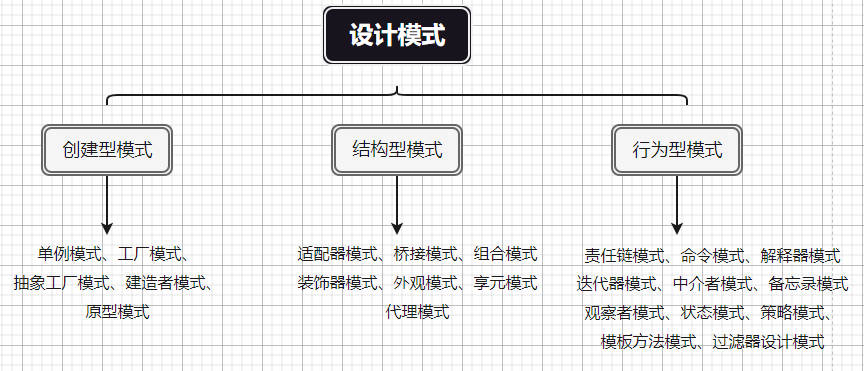 设计模式
创建型模式
结构型模式
行为型模式
单例模式、工厂模式、
抽象工厂模式、建造者模式、
原型模式
适配器模式、桥接模式、组合模式
装饰器模式、外观模式、享元模式
代理模式
责任链模式、命令模式、解释器模式
迭代器模式、中介者模式、备忘录模式
观察者模式、状态模式、策略模式、
模板方法模式、过滤器设计模式